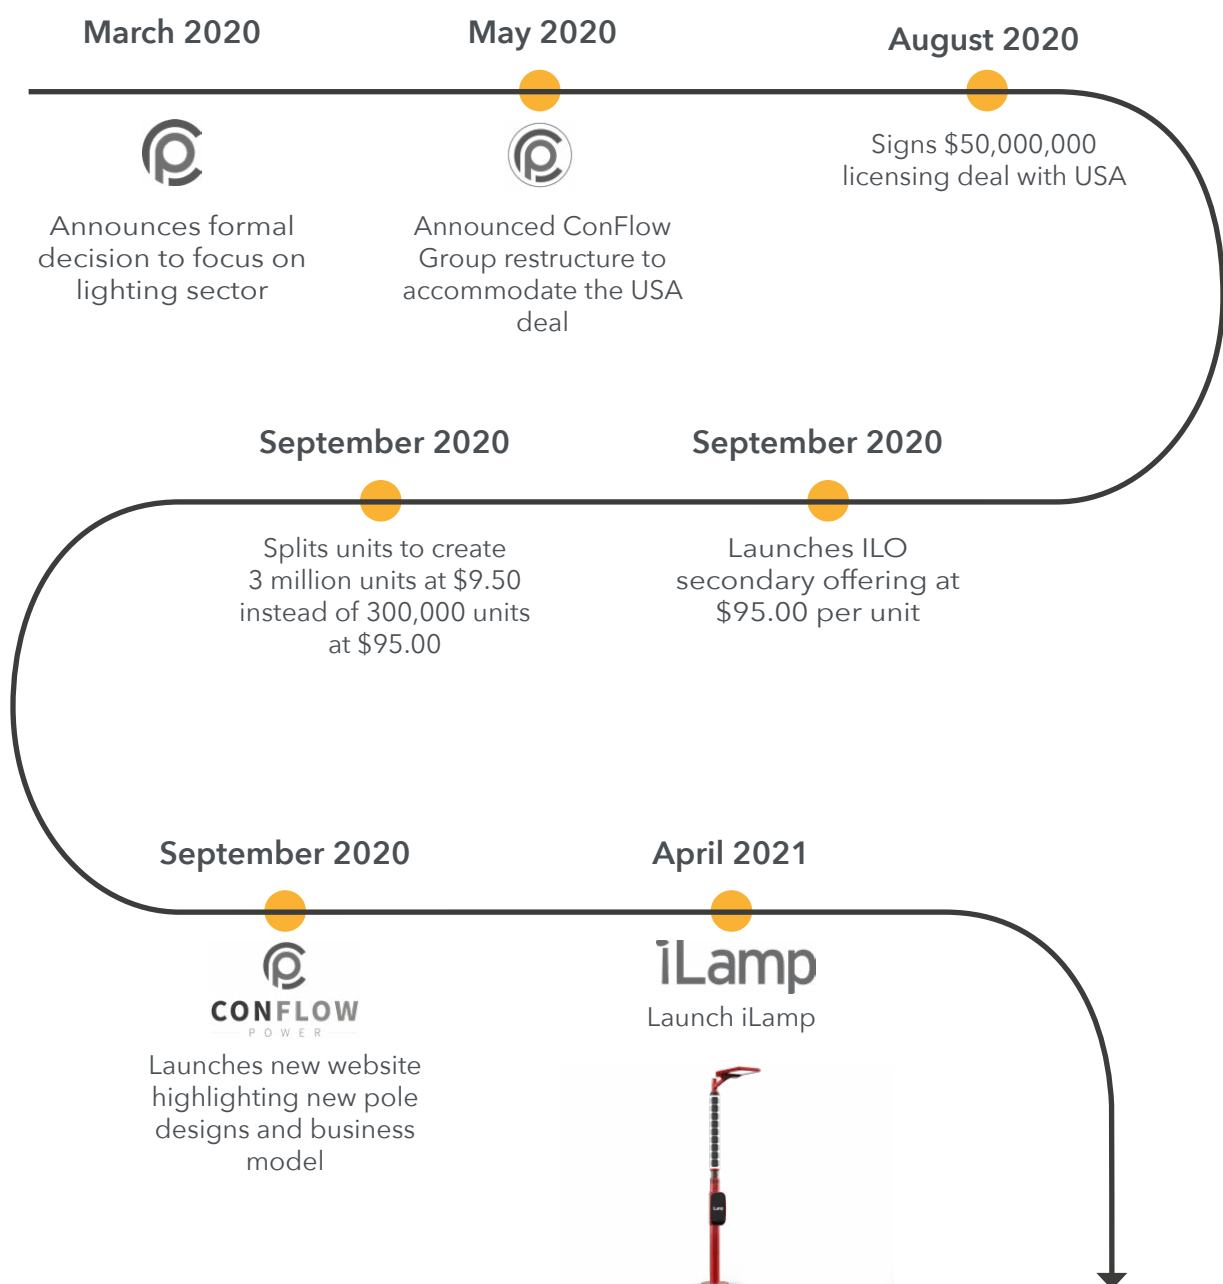 March 2020
May 2020
August 2020
Announces formal
decision to focus on
lighting sector
Announced ConFlow
Group restructure to
accommodate the USA
deal
Signs $50,000,000
licensing deal with USA
September 2020
September 2020
Splits units to create
3 million units at $9.50
instead of 300,000 units
at $95.00
Launches ILO
secondary offering at
$95.00 per unit
September 2020
April 2021
CONFLOW
POWER
Launches new website
highlighting new pole
designs and business
model
iLamp
Launch iLamp
iLamp